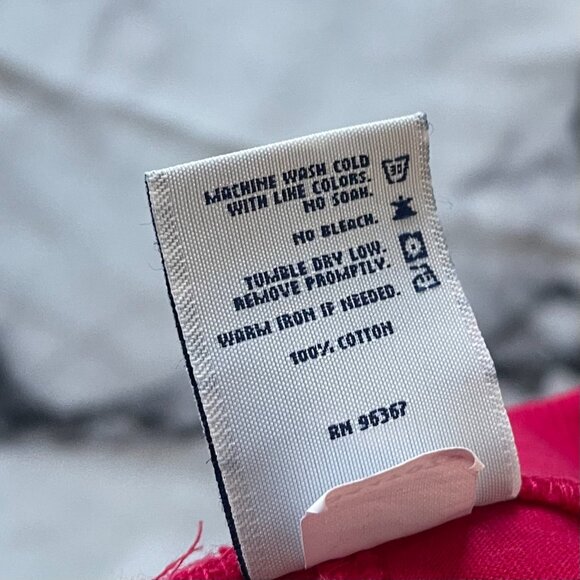 MACHINE WASH COLD
WITH LIKE COLORS.
NO SOAK.
NO BLEACH.
TUMBLE DRY LOW.
REMOVE PROMPTLY.
WARM IRON IF NEEDED.
100% COTTON
RN 96367